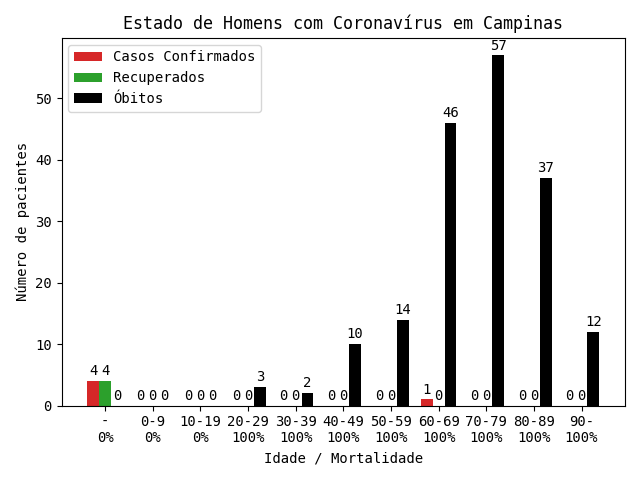 Estado de Homens com Coronavírus em Campinas
Casos Confirmados
Recuperados
Óbitos
Número de pacientes
50
40
30
20
10
0
4 4 0
0 0 0
0 0 0
0 0 3
0 0 2
0 0 10
0 0 14
1 0 46
0 0 57
0 0 37
0 0 12
- 0-9 10-19 20-29 30-39 40-49 50-59 60-69 70-79 80-89 90-
0% 0% 0% 100% 100% 100% 100% 100% 100% 100% 100%
Idade / Mortalidade